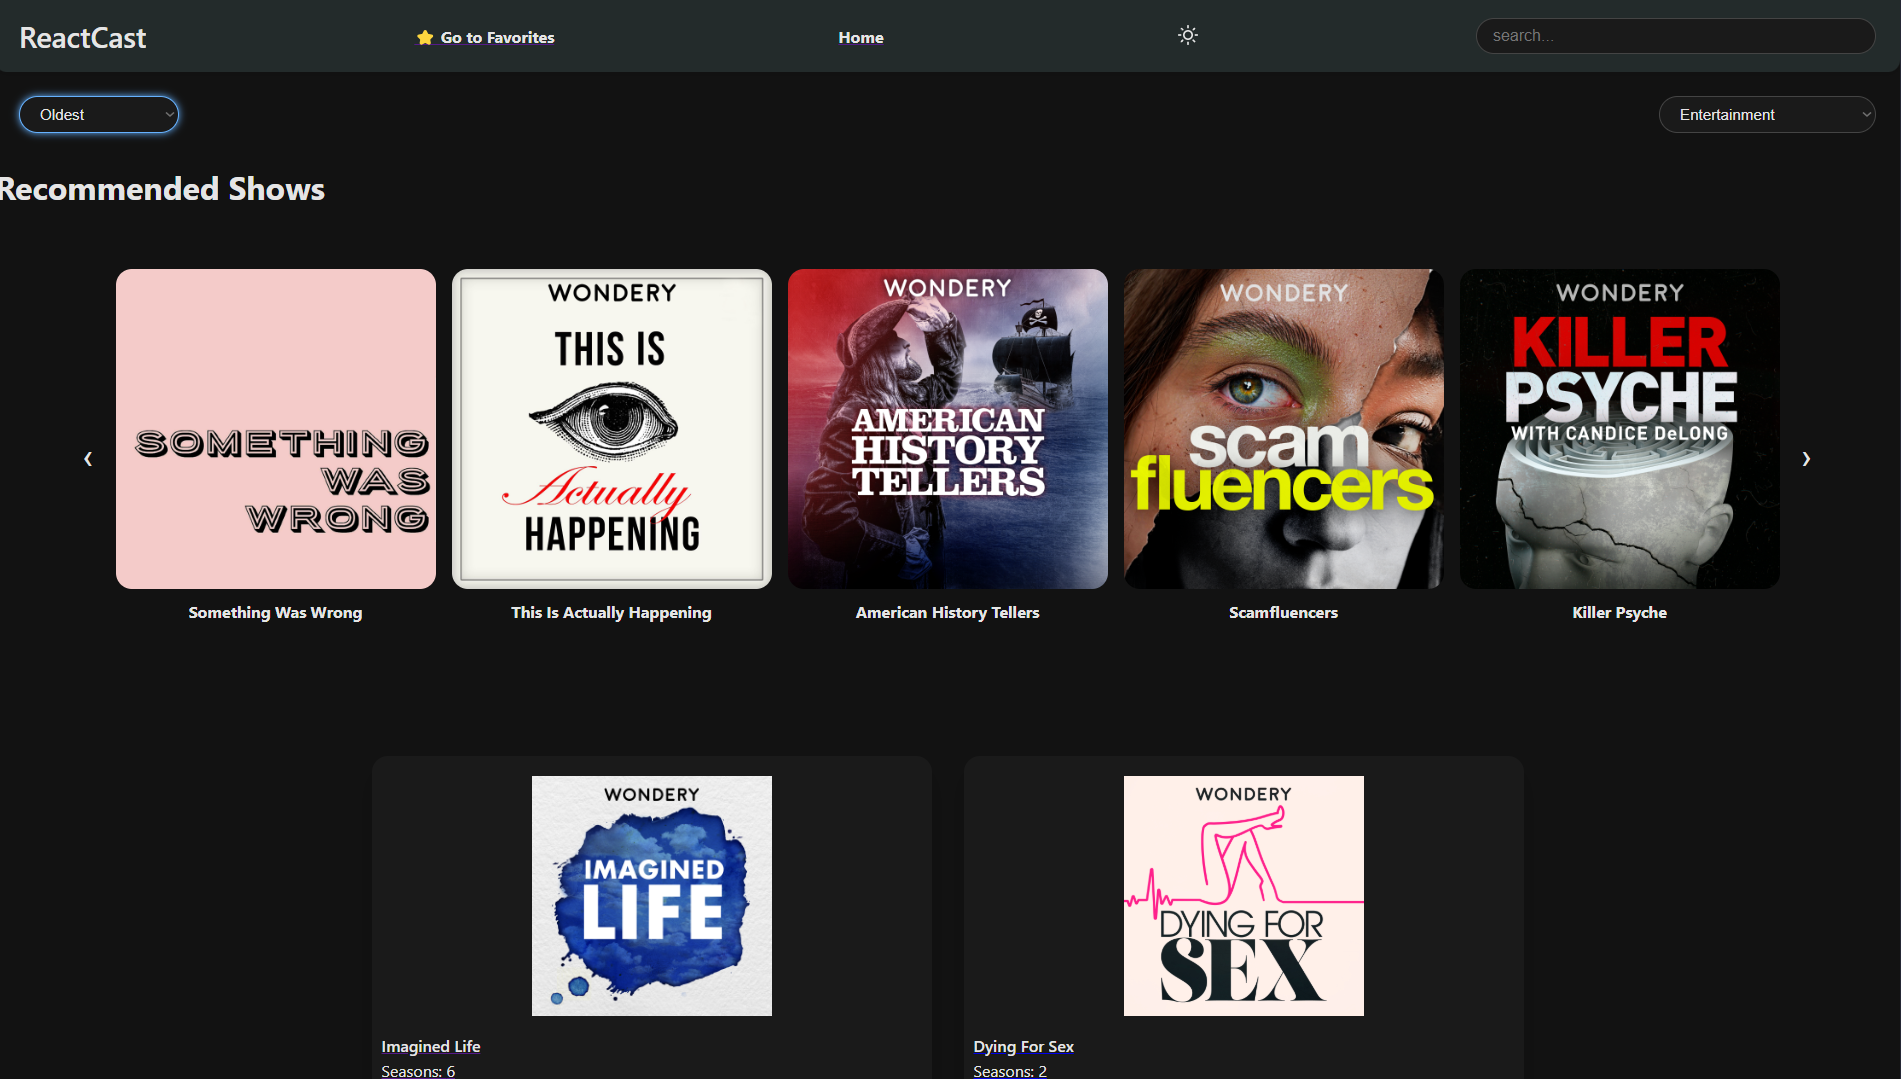 ReactCast
⭐ Go to Favorites
Home
search...
Oldest
Entertainment
Recommended Shows
SOMETHING
WAS
WRONG
WONDERY
THIS IS
Actually
HAPPENING
WONDERY
AMERICAN
HISTORY
TELLERS
WONDERY
scam
fluencers
WONDERY
KILLER
PSYCHE
WITH CANDICE DeLONG
❮
❯
Something Was Wrong
This Is Actually Happening
American History Tellers
Scamfluencers
Killer Psyche
WONDERY
IMAGINED
LIFE
Imagined Life
Seasons: 6
WONDERY
DYING FOR
SEX
Dying For Sex
Seasons: 2